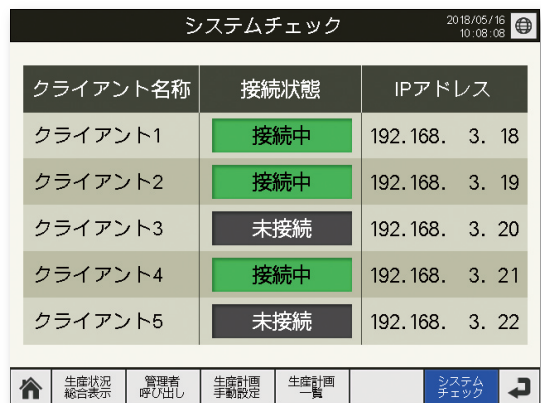 システムチェック
2018/05/16
10:08:08
クライアント名称 接続状態 IPアドレス
クライアント1 接続中 192.168. 3. 18
クライアント2 接続中 192.168. 3. 19
クライアント3 未接続 192.168. 3. 20
クライアント4 接続中 192.168. 3. 21
クライアント5 未接続 192.168. 3. 22
生産状況
総合表示
管理者
呼び出し
生産計画
手動設定
生産計画
一覧
システム
チェック